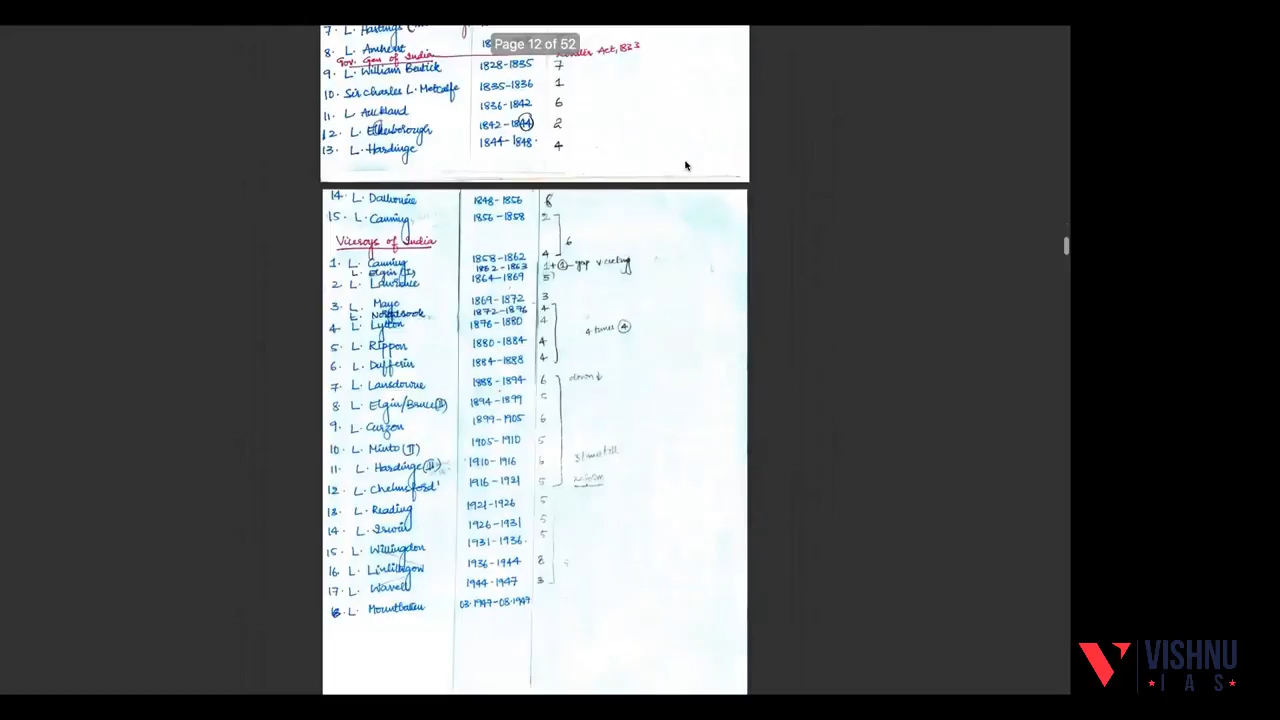 7. L. Hastings
8. L. Amherst 18
Page 12 of 52
Gov. Gen of India Under Act, 1833
9. L. William Bentick 1828-1835 7
10. Sir Charles L. Metcalfe 1835-1836 1
11. L Auckland 1836-1842 6
12. L. Ellenborough 1842-1844 2
13. L. Hardinge 1844-1848. 4
14. L. Dalhousie 1848-1856 8
15. L. Canning 1856-1858 2
6
Viceroys of India
1. L. Canning 1858-1862 4
L. Elgin (I) 1862-1863 1+1 gap
2. L. Lawrence 1864-1869 5
3. L. Mayo 1869-1872 3
L. Northbrook 1872-1876 4
4. L. Lytton 1876-1880 4
4 times 4
5. L. Rippon 1880-1884 4
6. L. Dufferin 1884-1888 4
7. L. Lansdowne 1888-1894 6 down ↓
8. L. Elgin/Bruce (II) 1894-1899 5
9. L. Curzon 1899-1905 6
10. L. Minto (II) 1905-1910 5
11. L. Hardinge (II) 1910-1916 6
12. L. Chelmsford 1916-1921 5
13. L. Reading 1921-1926 5
14. L. Irwin 1926-1931 5
15. L. Willingdon 1931-1936. 5
16. L. Linlithgow 1936-1944 8
17. L. Wavell 1944-1947 3
18. L. Mountbatten 03.1947-08.1947
VISHNU
IAS